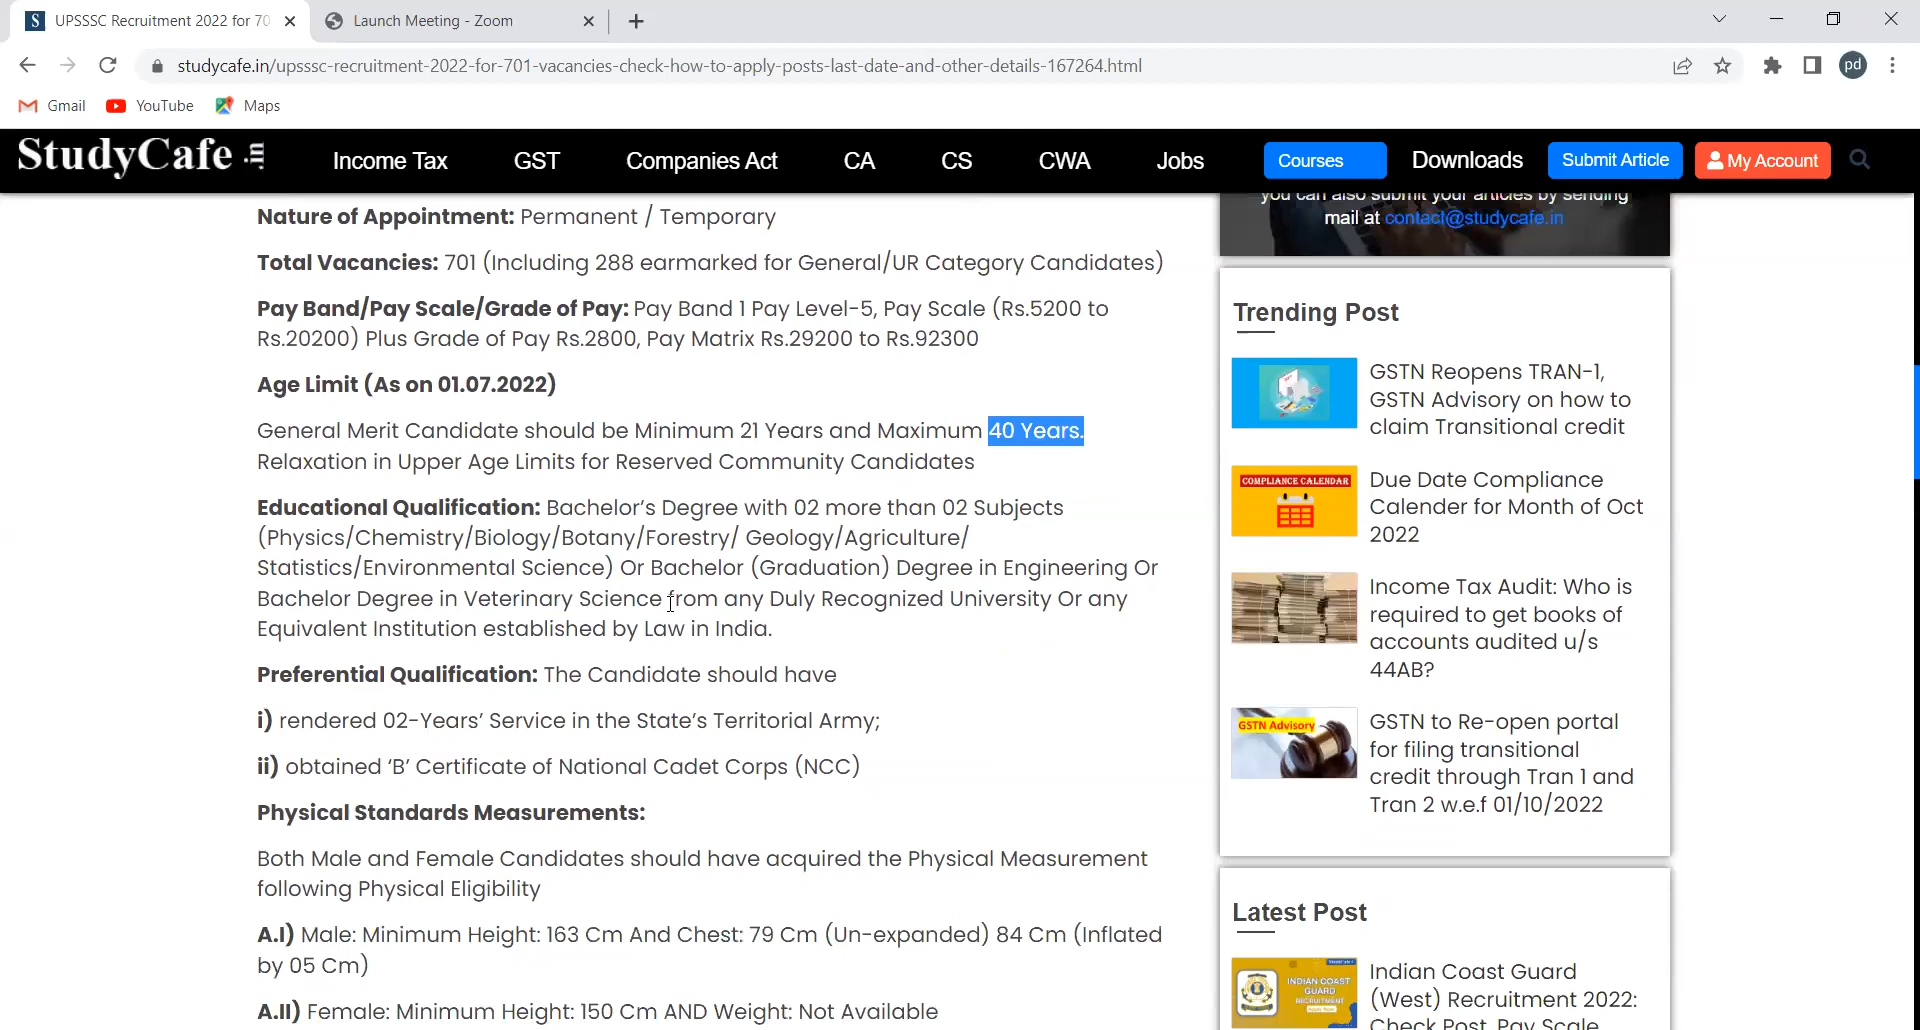 UPSSSC Recruitment 2022 for 70
Launch Meeting - Zoom
studycafe.in/upsssc-recruitment-2022-for-701-vacancies-check-how-to-apply-posts-last-date-and-other-details-167264.html
pd
Gmail YouTube Maps
StudyCafe .in
Income Tax GST Companies Act CA CS CWA Jobs Courses Downloads Submit Article My Account
Nature of Appointment: Permanent / Temporary
Total Vacancies: 701 (Including 288 earmarked for General/UR Category Candidates)
Pay Band/Pay Scale/Grade of Pay: Pay Band 1 Pay Level-5, Pay Scale (Rs.5200 to
Rs.20200) Plus Grade of Pay Rs.2800, Pay Matrix Rs.29200 to Rs.92300
Age Limit (As on 01.07.2022)
General Merit Candidate should be Minimum 21 Years and Maximum 40 Years.
Relaxation in Upper Age Limits for Reserved Community Candidates
Educational Qualification: Bachelor's Degree with 02 more than 02 Subjects
(Physics/Chemistry/Biology/Botany/Forestry/ Geology/Agriculture/
Statistics/Environmental Science) Or Bachelor (Graduation) Degree in Engineering Or
Bachelor Degree in Veterinary Science from any Duly Recognized University Or any
Equivalent Institution established by Law in India.
Preferential Qualification: The Candidate should have
i) rendered 02-Years' Service in the State's Territorial Army;
ii) obtained 'B' Certificate of National Cadet Corps (NCC)
Physical Standards Measurements:
Both Male and Female Candidates should have acquired the Physical Measurement
following Physical Eligibility
A.I) Male: Minimum Height: 163 Cm And Chest: 79 Cm (Un-expanded) 84 Cm (Inflated
by 05 Cm)
A.II) Female: Minimum Height: 150 Cm AND Weight: Not Available
you can also submit your articles by sending
mail at contact@studycafe.in
Trending Post
GSTN Reopens TRAN-1,
GSTN Advisory on how to
claim Transitional credit
COMPLIANCE CALENDAR
Due Date Compliance
Calender for Month of Oct
2022
Income Tax Audit: Who is
required to get books of
accounts audited u/s
44AB?
GSTN Advisory
GSTN to Re-open portal
for filing transitional
credit through Tran 1 and
Tran 2 w.e.f 01/10/2022
Latest Post
INDIAN COAST
GUARD
RECRUITMENT
Indian Coast Guard
(West) Recruitment 2022:
Check Post, Pay Scale